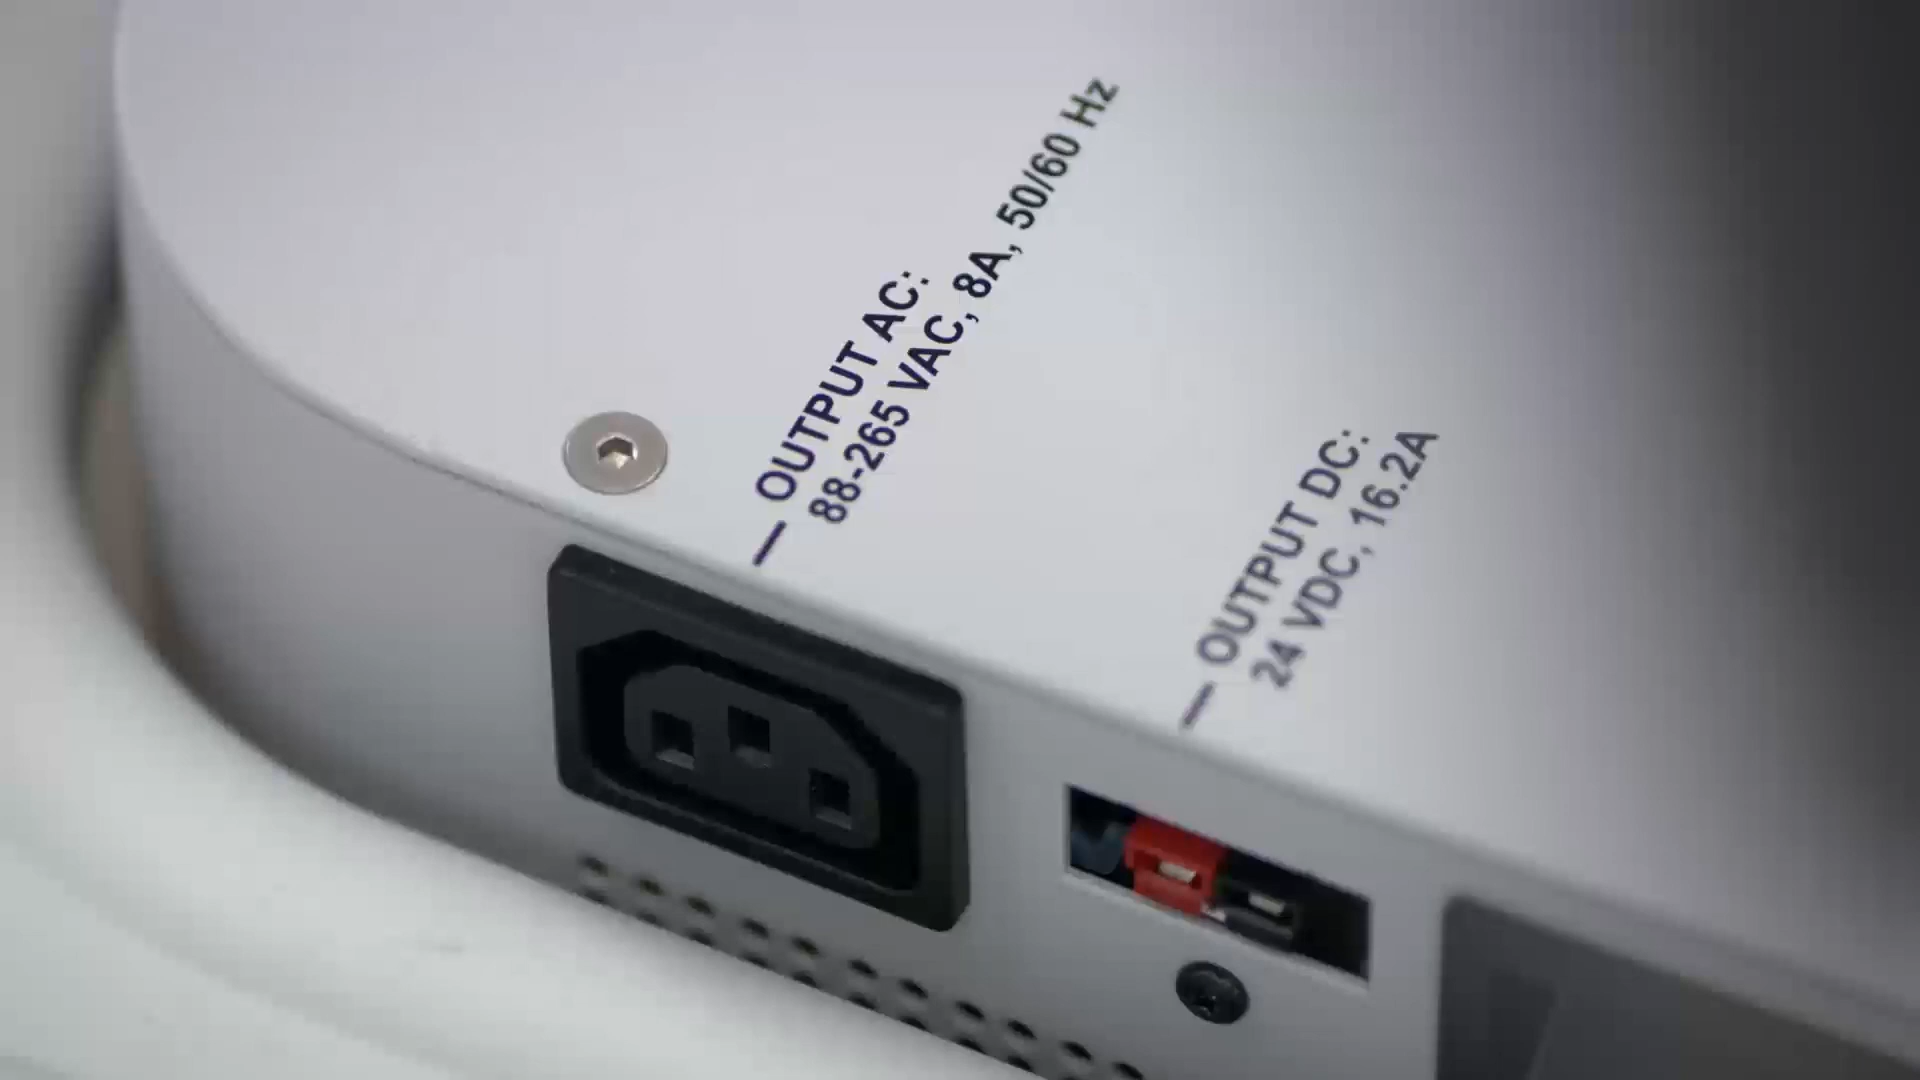 OUTPUT AC:
88-265 VAC, 8A, 50/60 Hz
OUTPUT DC:
24 VDC, 16.2A